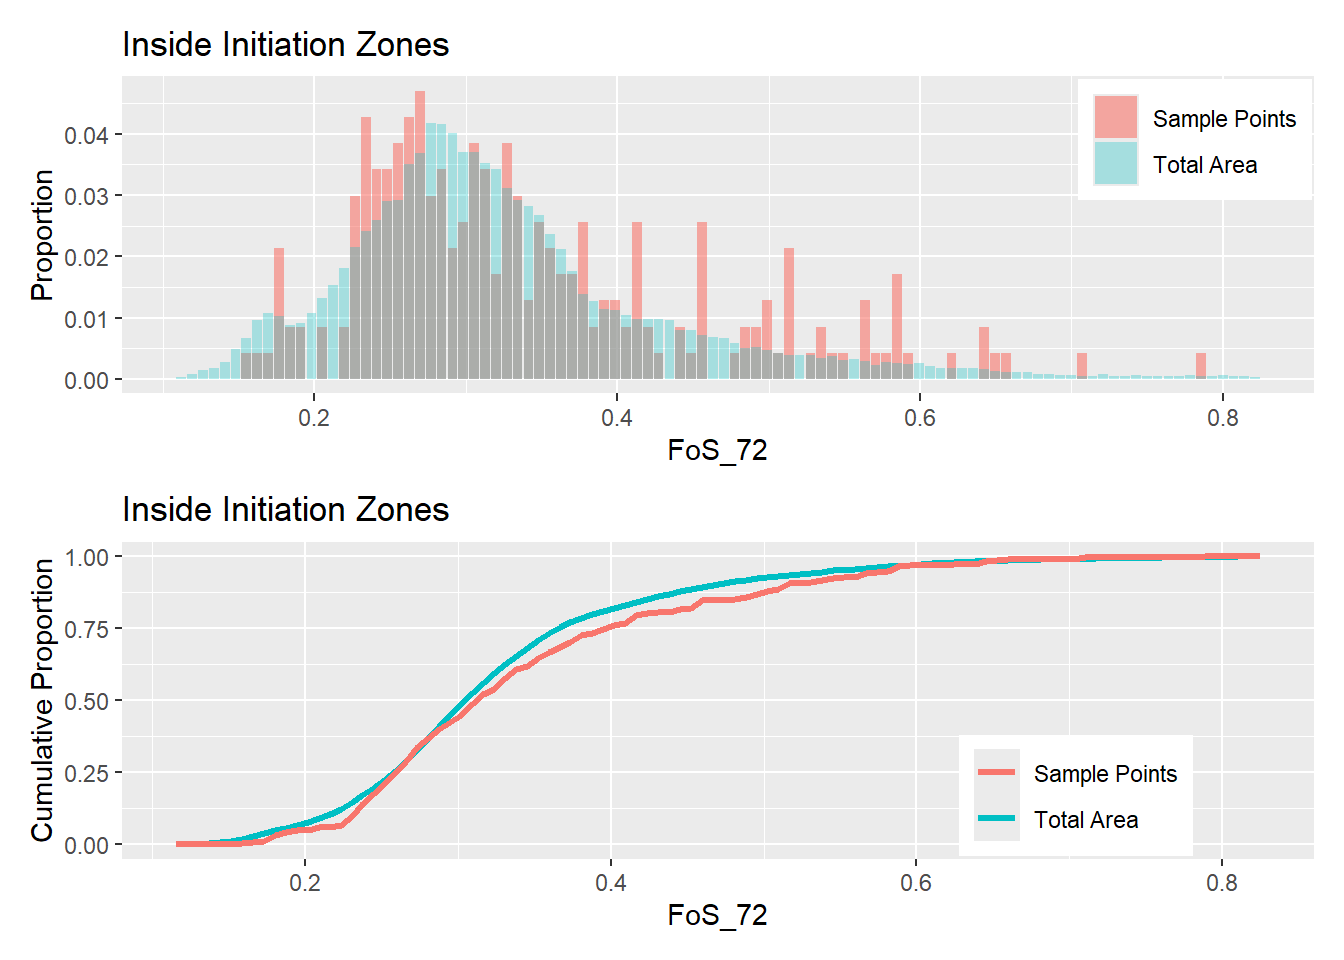 Inside Initiation Zones
Sample Points
Total Area
Proportion
0.04
0.03
0.02
0.01
0.00
0.2 0.4 0.6 0.8
FoS_72
Inside Initiation Zones
Cumulative Proportion
1.00
0.75
0.50
0.25
0.00
Sample Points
Total Area
0.2 0.4 0.6 0.8
FoS_72